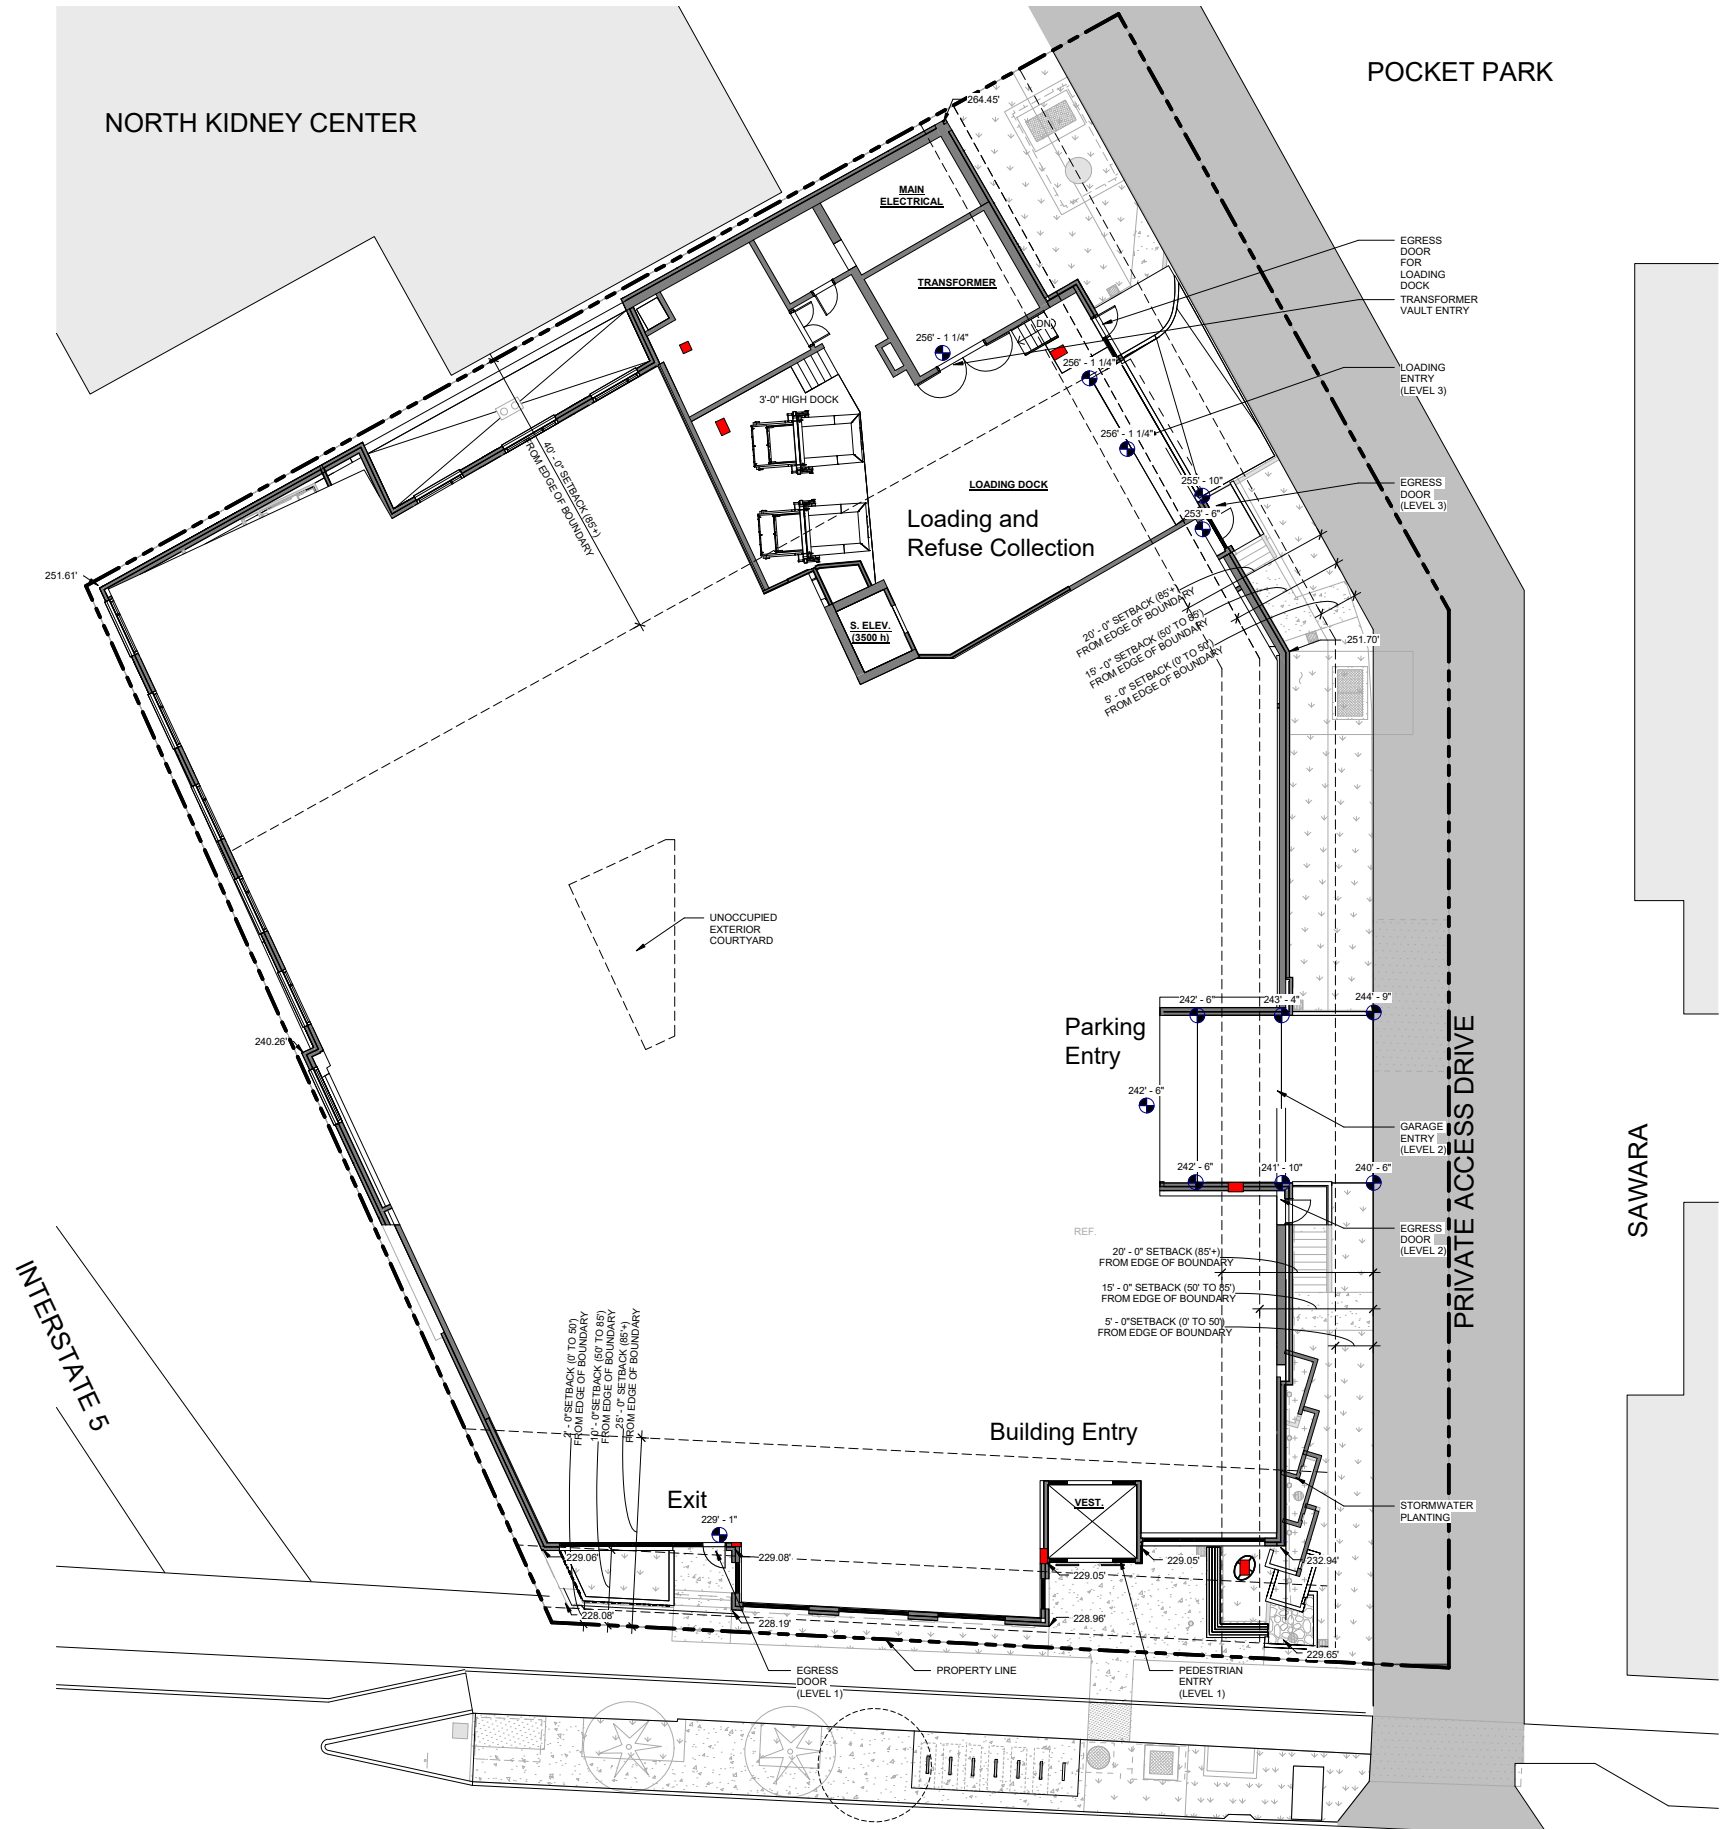 POCKET PARK
NORTH KIDNEY CENTER
264.45'
MAIN
ELECTRICAL
TRANSFORMER
EGRESS
DOOR
FOR
LOADING
DOCK
TRANSFORMER
VAULT ENTRY
DN
256' - 1 1/4"
256' - 1 1/4"
LOADING
ENTRY
(LEVEL 3)
3'-0" HIGH DOCK
256' - 1 1/4"
40' - 0" SETBACK (85'+)
FROM EDGE OF BOUNDARY
LOADING DOCK
255' - 10"
EGRESS
DOOR
(LEVEL 3)
253' - 6"
Loading and
Refuse Collection
251.61'
S. ELEV.
(3500 h)
20' - 0" SETBACK (85'+)
FROM EDGE OF BOUNDARY
15' - 0" SETBACK (50' TO 85')
FROM EDGE OF BOUNDARY
5' - 0" SETBACK (0' TO 50')
FROM EDGE OF BOUNDARY
251.70'
UNOCCUPIED
EXTERIOR
COURTYARD
242' - 6"
243' - 4"
244' - 9"
Parking
Entry
240.26'
242' - 6"
GARAGE
ENTRY
(LEVEL 2)
PRIVATE ACCESS DRIVE
SAWARA
242' - 6"
241' - 10"
240' - 6"
REF.
EGRESS
DOOR
(LEVEL 2)
20' - 0" SETBACK (85'+)
FROM EDGE OF BOUNDARY
15' - 0" SETBACK (50' TO 85')
FROM EDGE OF BOUNDARY
5' - 0"SETBACK (0' TO 50')
FROM EDGE OF BOUNDARY
INTERSTATE 5
2' - 0"SETBACK (0' TO 50')
FROM EDGE OF BOUNDARY
10' - 0"SETBACK (50' TO 85')
FROM EDGE OF BOUNDARY
25' - 0" SETBACK (85'+)
FROM EDGE OF BOUNDARY
Building Entry
Exit
VEST.
STORMWATER
PLANTING
229' - 1"
229.06'
229.08'
229.05'
229.05'
232.94'
228.08'
228.19'
228.96'
229.65'
EGRESS
DOOR
(LEVEL 1)
PROPERTY LINE
PEDESTRIAN
ENTRY
(LEVEL 1)